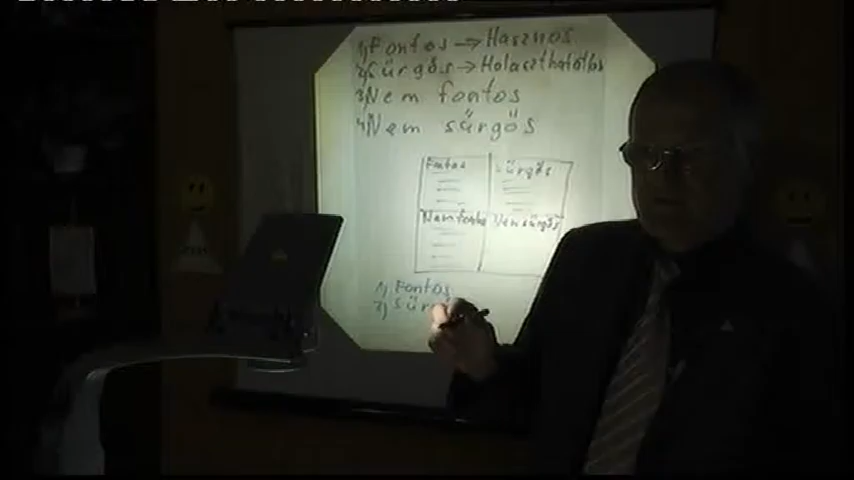 1) Fontos → Hasznos
2) Sürgős → Halaszthatatlan
3) Nem fontos
4) Nem sürgős
Fontos Sürgős
Nem fontos Nem sürgős
1) Fontos
2) Sür